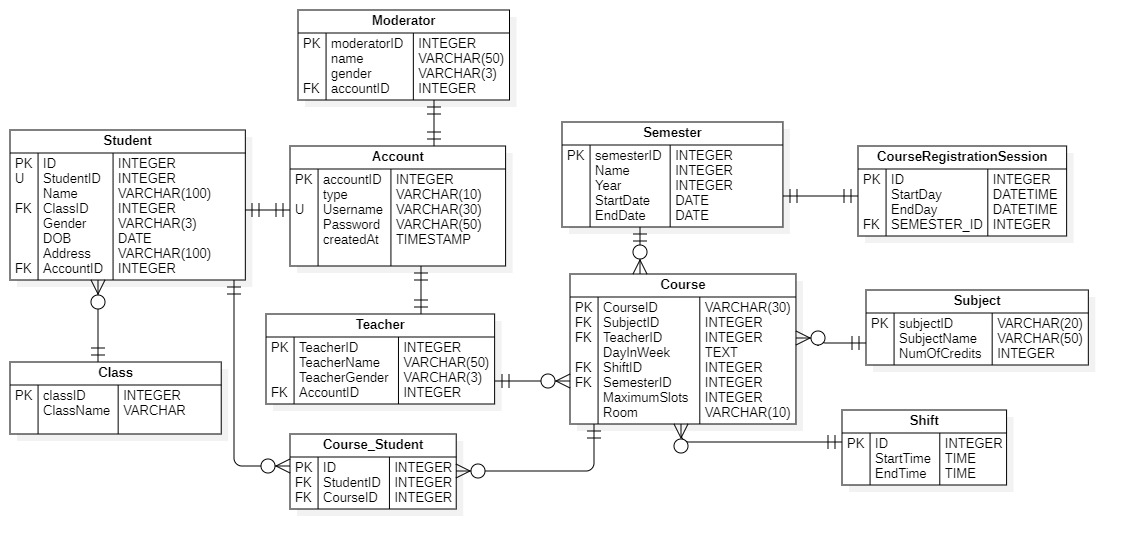 Moderator
PK moderatorID INTEGER
name VARCHAR(50)
gender VARCHAR(3)
FK accountID INTEGER
Student
PK ID INTEGER
U StudentID INTEGER
Name VARCHAR(100)
FK ClassID INTEGER
Gender VARCHAR(3)
DOB DATE
Address VARCHAR(100)
FK AccountID INTEGER
Account
PK accountID INTEGER
type VARCHAR(10)
U Username VARCHAR(30)
Password VARCHAR(50)
createdAt TIMESTAMP
Semester
PK semesterID INTEGER
Name INTEGER
Year INTEGER
StartDate DATE
EndDate DATE
CourseRegistrationSession
PK ID INTEGER
StartDay DATETIME
EndDay DATETIME
FK SEMESTER_ID INTEGER
Course
PK CourseID VARCHAR(30)
FK SubjectID INTEGER
FK TeacherID INTEGER
DayInWeek TEXT
FK ShiftID INTEGER
FK SemesterID INTEGER
MaximumSlots INTEGER
Room VARCHAR(10)
Subject
PK subjectID VARCHAR(20)
SubjectName VARCHAR(50)
NumOfCredits INTEGER
Teacher
PK TeacherID INTEGER
TeacherName VARCHAR(50)
TeacherGender VARCHAR(3)
FK AccountID INTEGER
Class
PK classID INTEGER
ClassName VARCHAR
Course_Student
PK ID INTEGER
FK StudentID INTEGER
FK CourseID INTEGER
Shift
PK ID INTEGER
StartTime TIME
EndTime TIME